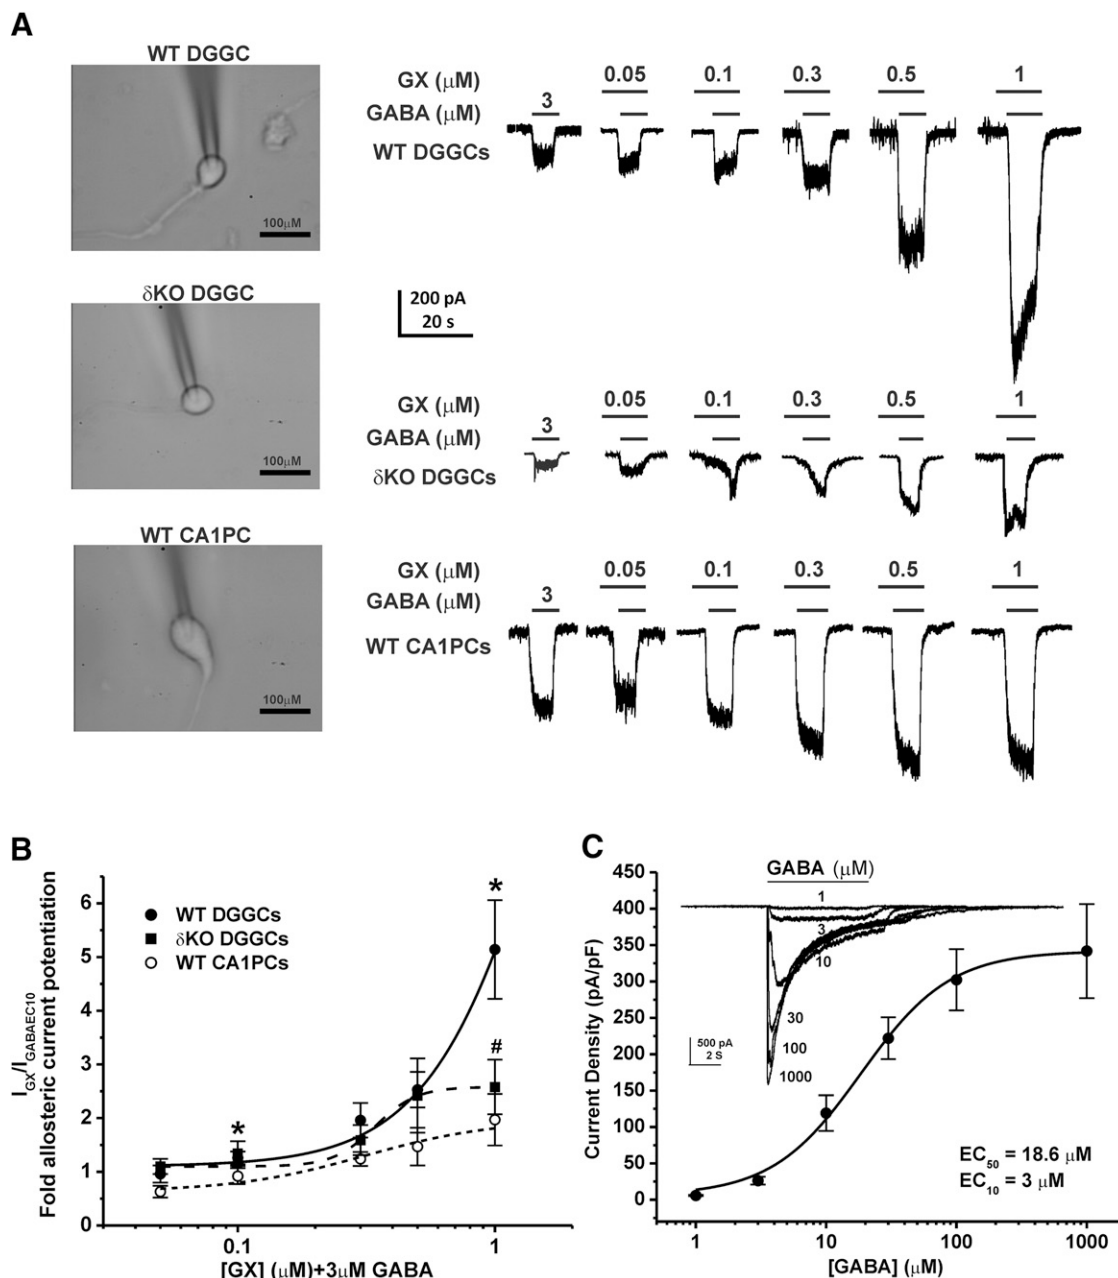 A
WT DGGC
100μM
δKO DGGC
100μM
WT CA1PC
100μM
GX (μM) 0.05 0.1 0.3 0.5 1
GABA (μM) 3
WT DGGCs
200 pA
20 s
GX (μM) 0.05 0.1 0.3 0.5 1
GABA (μM) 3
δKO DGGCs
GX (μM) 0.05 0.1 0.3 0.5 1
GABA (μM) 3
WT CA1PCs
B
I_GX/I_GABAEC10
Fold allosteric current potentiation
6
5
4
3
2
1
0
WT DGGCs
δKO DGGCs
WT CA1PCs
*
*
#
0.1 1
[GX] (μM)+3μM GABA
C
Current Density (pA/pF)
450
400
350
300
250
200
150
100
50
0
GABA (μM)
1
3
10
30
100
1000
500 pA
2 S
EC50 = 18.6 μM
EC10 = 3 μM
1 10 100 1000
[GABA] (μM)